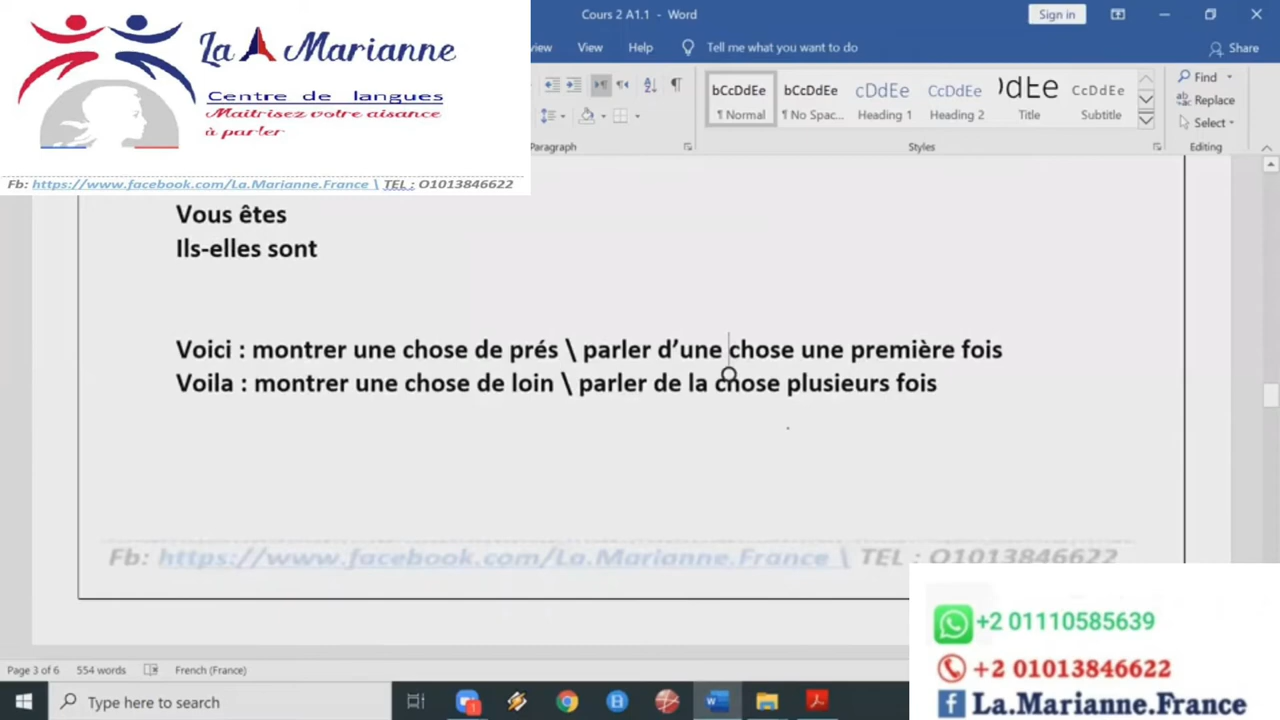 La Marianne
Centre de langues
Maîtrisez votre aisance
à parler
Fb: https://www.facebook.com/La.Marianne.France \ TEL : O1013846622
Cours 2 A1.1 - Word
Sign in
View
Help
Tell me what you want to do
Share
bCcDdEe
¶ Normal
bCcDdEe
¶ No Spac...
cDdEe
Heading 1
CcDdEe
Heading 2
Title
CcDdEe
Subtitle
Find
Replace
Select
Paragraph
Styles
Editing
Vous êtes
Ils-elles sont
Voici : montrer une chose de prés \ parler d’une chose une première fois
Voila : montrer une chose de loin \ parler de la chose plusieurs fois
Fb: https://www.facebook.com/La.Marianne.France \ TEL : O1013846622
+2 01110585639
+2 01013846622
La.Marianne.France
Page 3 of 6
554 words
French (France)
Type here to search